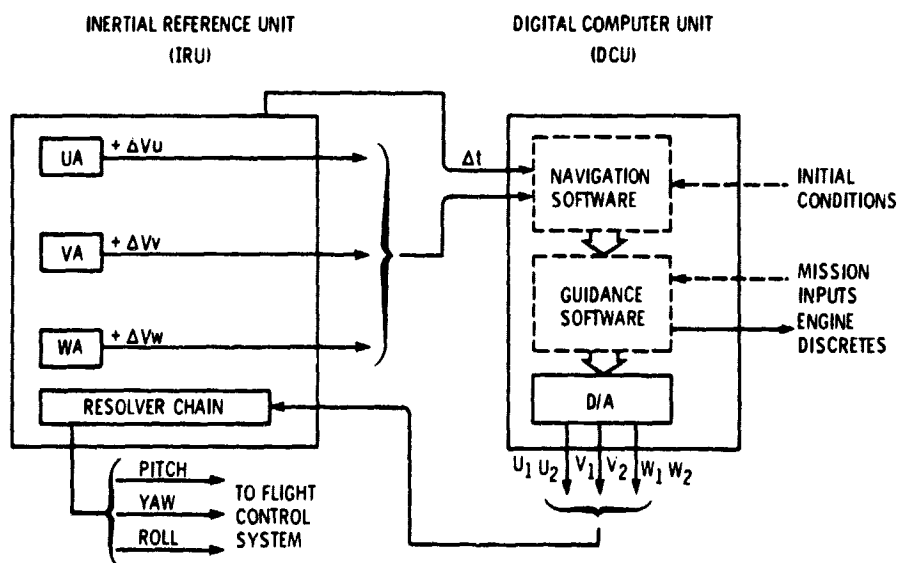 INERTIAL REFERENCE UNIT
(IRU)
DIGITAL COMPUTER UNIT
(DCU)
UA
+ ΔVu
VA
+ ΔVv
WA
+ ΔVw
RESOLVER CHAIN
PITCH
YAW
ROLL
TO FLIGHT
CONTROL
SYSTEM
Δt
NAVIGATION
SOFTWARE
INITIAL
CONDITIONS
GUIDANCE
SOFTWARE
MISSION
INPUTS
ENGINE
DISCRETES
D/A
U₁ U₂ V₁ V₂ W₁ W₂